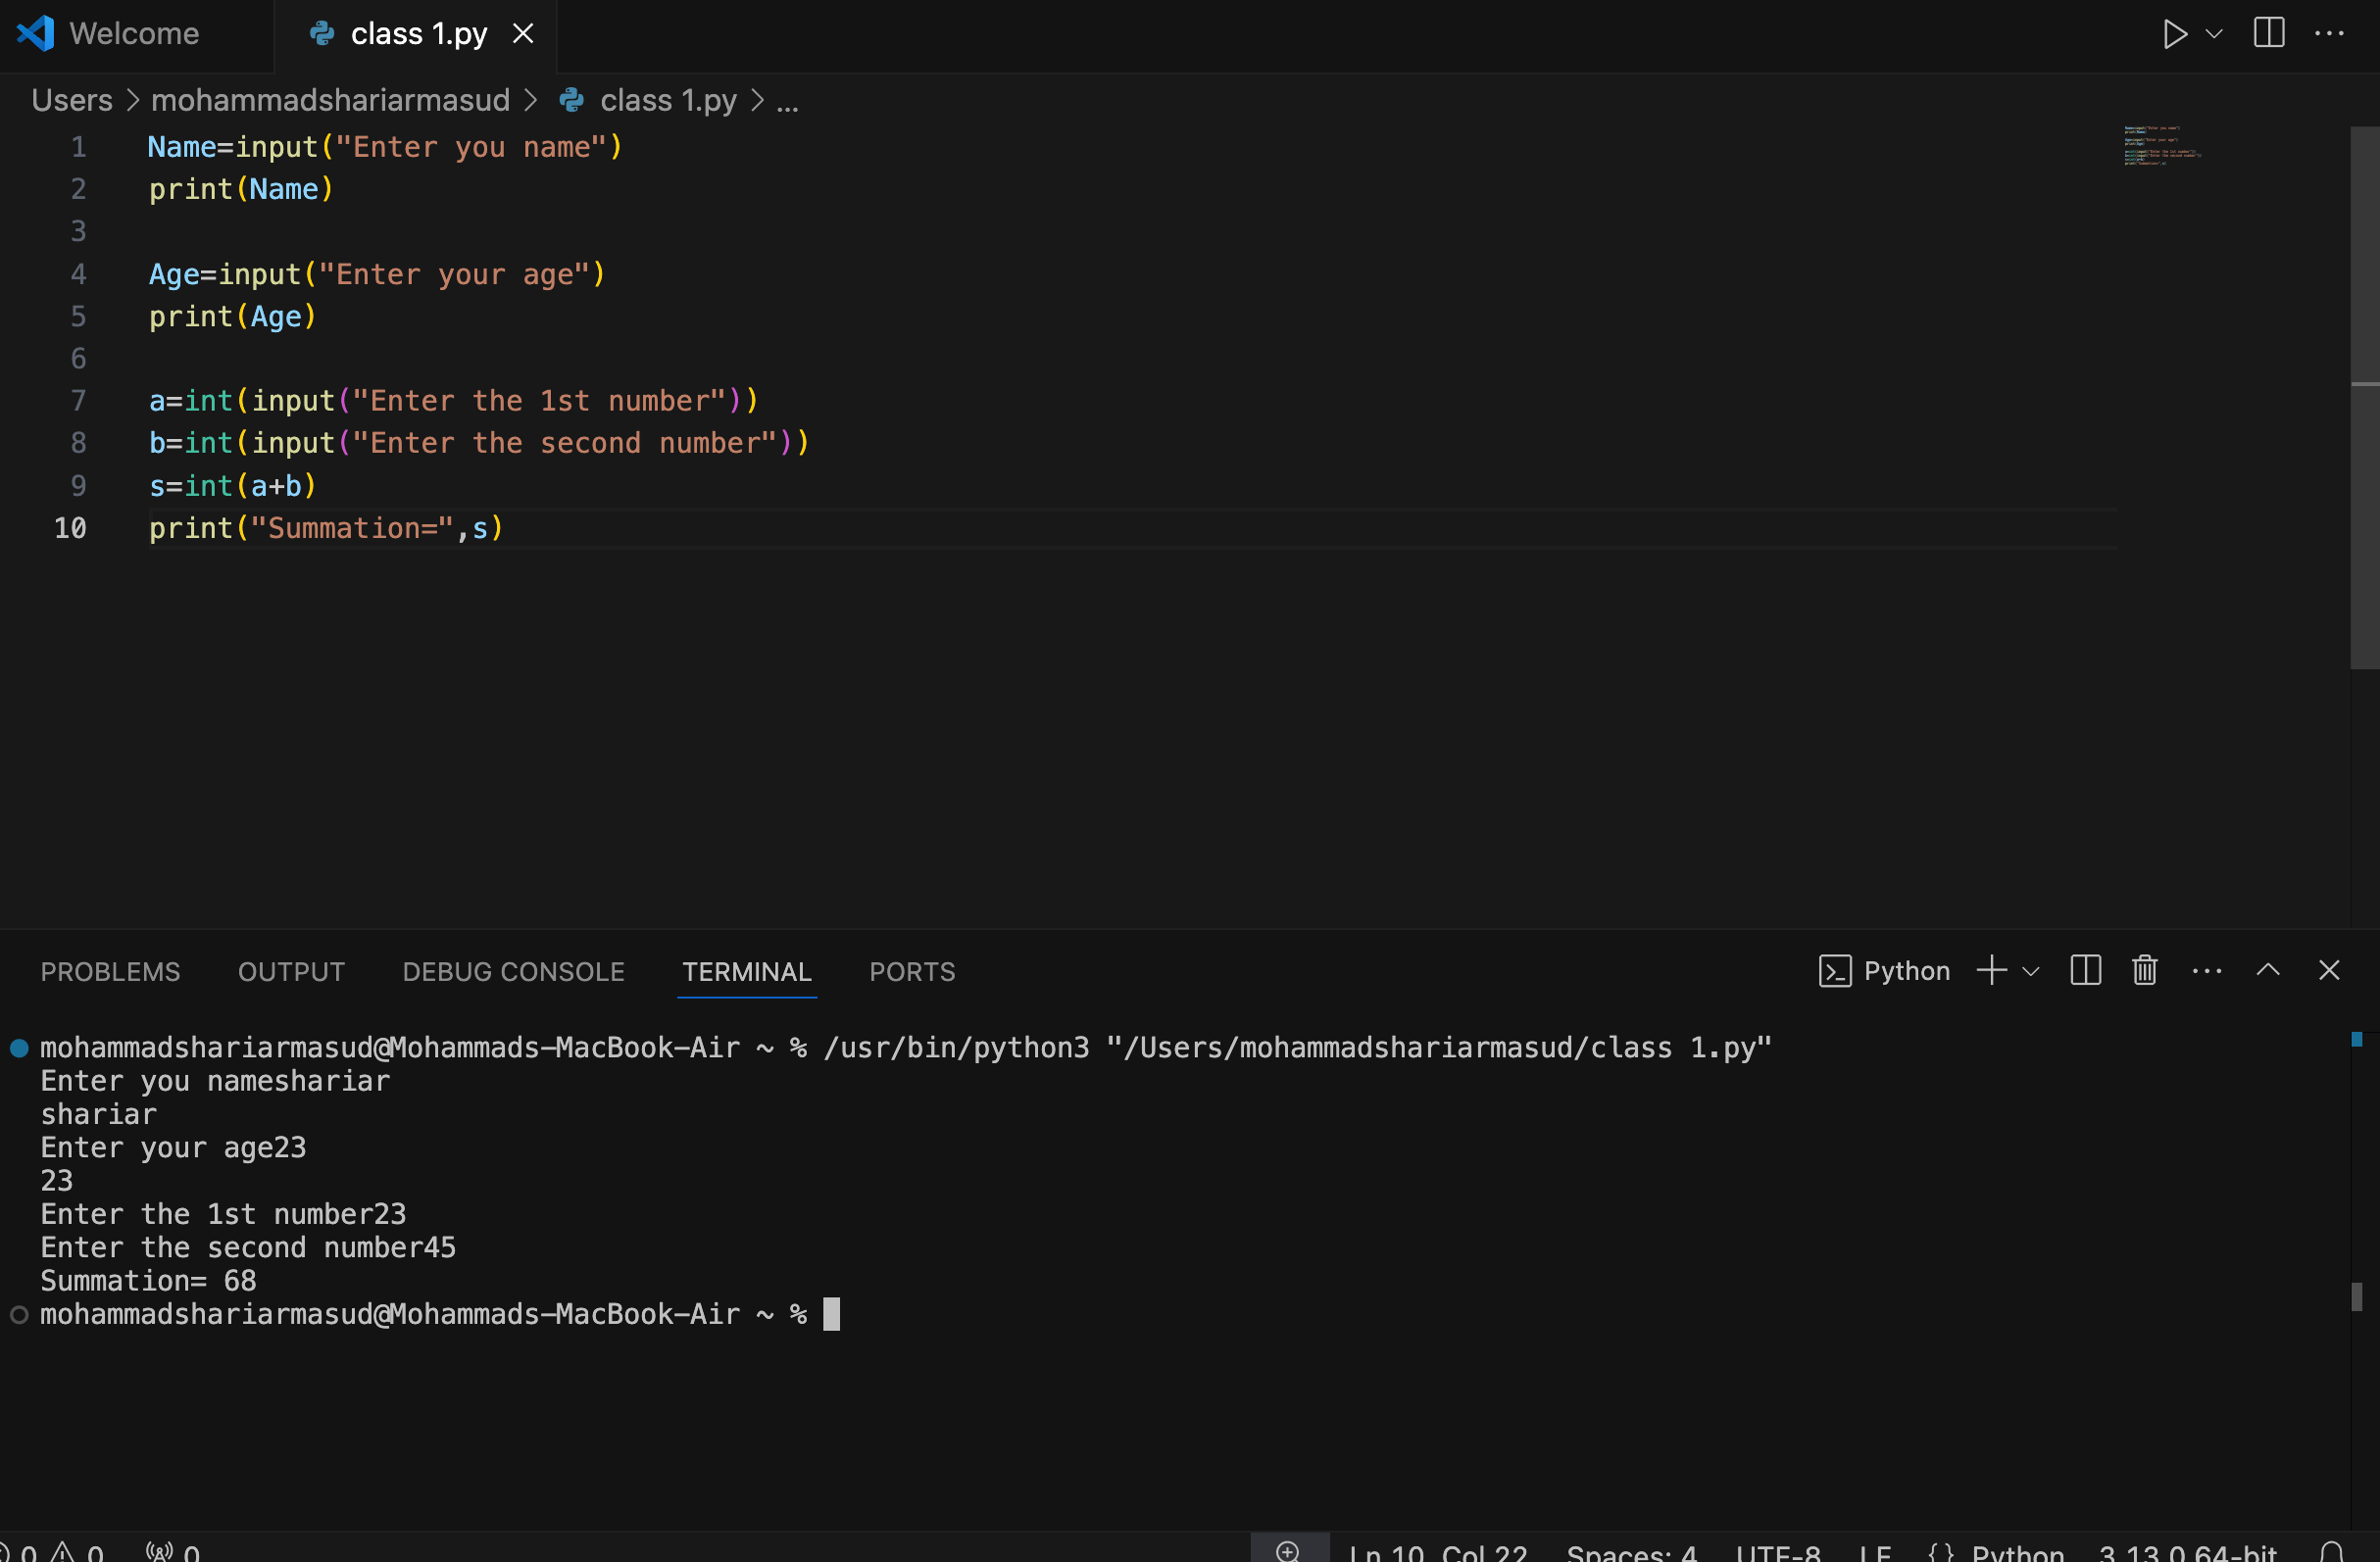 Welcome class 1.py
Users > mohammadshariarmasud > class 1.py > ...
1 Name=input("Enter you name")
2 print(Name)
3
4 Age=input("Enter your age")
5 print(Age)
6
7 a=int(input("Enter the 1st number"))
8 b=int(input("Enter the second number"))
9 s=int(a+b)
10 print("Summation=",s)
PROBLEMS OUTPUT DEBUG CONSOLE TERMINAL PORTS Python
mohammadshariarmasud@Mohammads-MacBook-Air ~ % /usr/bin/python3 "/Users/mohammadshariarmasud/class 1.py"
Enter you nameshariar
shariar
Enter your age23
23
Enter the 1st number23
Enter the second number45
Summation= 68
mohammadshariarmasud@Mohammads-MacBook-Air ~ %
0 0 0 Ln 10, Col 22 Spaces: 4 UTF-8 LF {} Python 3.13.0 64-bit